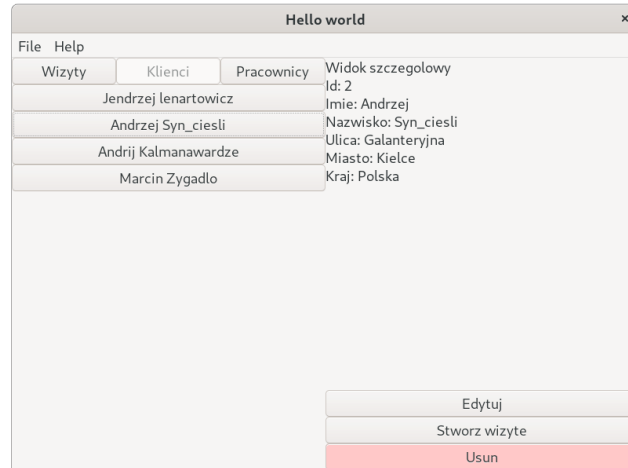 Hello world
×
File Help
Wizyty Klienci Pracownicy
Jendrzej lenartowicz
Andrzej Syn_ciesli
Andrij Kalmanawardze
Marcin Zygadlo
Widok szczegolowy
Id: 2
Imie: Andrzej
Nazwisko: Syn_ciesli
Ulica: Galanteryjna
Miasto: Kielce
Kraj: Polska
Edytuj
Stworz wizyte
Usun